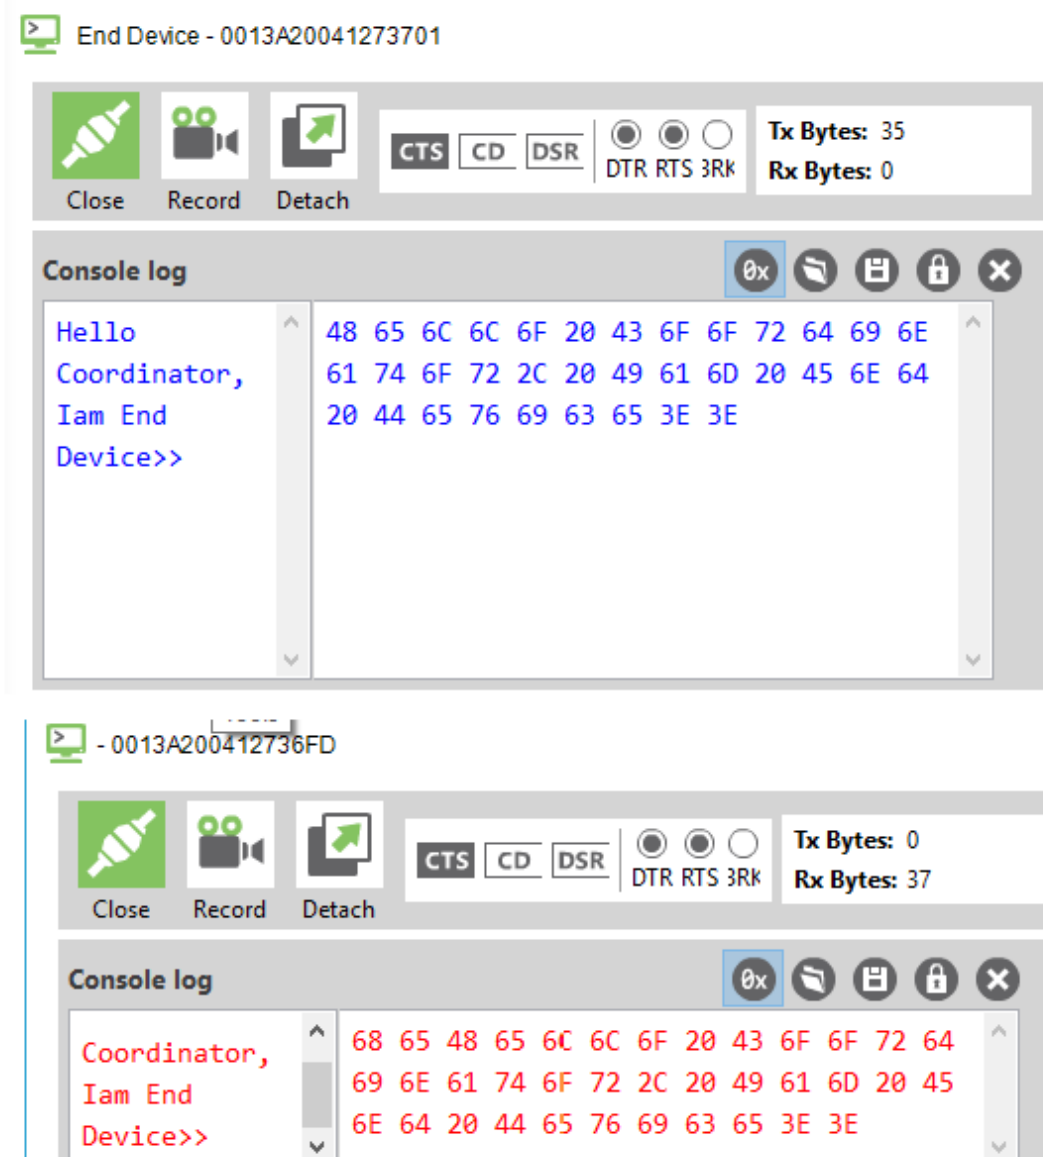 End Device - 0013A20041273701
CTS CD DSR DTR RTS 3RK
Tx Bytes: 35
Rx Bytes: 0
Close Record Detach
Console log
0x
Hello
Coordinator,
Iam End
Device>>
48 65 6C 6C 6F 20 43 6F 6F 72 64 69 6E
61 74 6F 72 2C 20 49 61 6D 20 45 6E 64
20 44 65 76 69 63 65 3E 3E
- 0013A200412736FD
CTS CD DSR DTR RTS 3RK
Tx Bytes: 0
Rx Bytes: 37
Close Record Detach
Console log
0x
Coordinator,
Iam End
Device>>
68 65 48 65 6C 6C 6F 20 43 6F 6F 72 64
69 6E 61 74 6F 72 2C 20 49 61 6D 20 45
6E 64 20 44 65 76 69 63 65 3E 3E